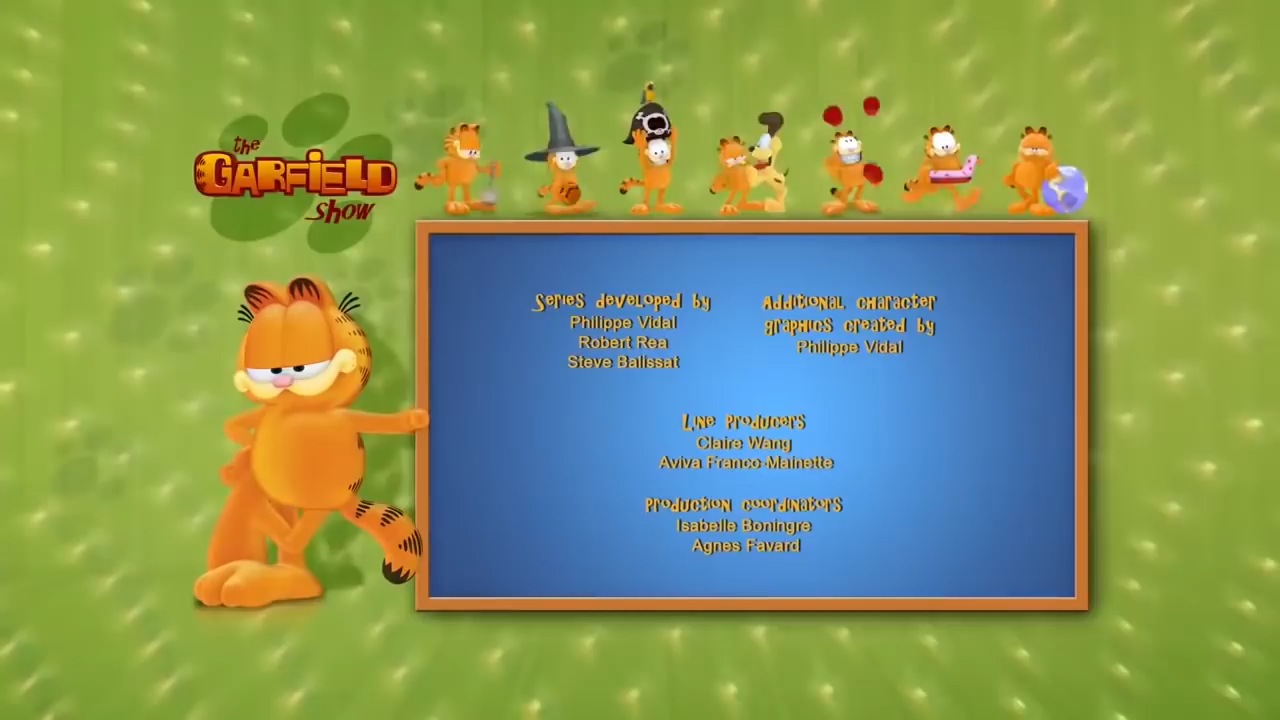 the
GARFIELD
Show
Series developed by
Philippe Vidal
Robert Rea
Steve Balissat
Additional character
graphics created by
Philippe Vidal
Line Producers
Claire Wang
Aviva Franco-Mainette
Production coordinators
Isabelle Boningre
Agnes Favard